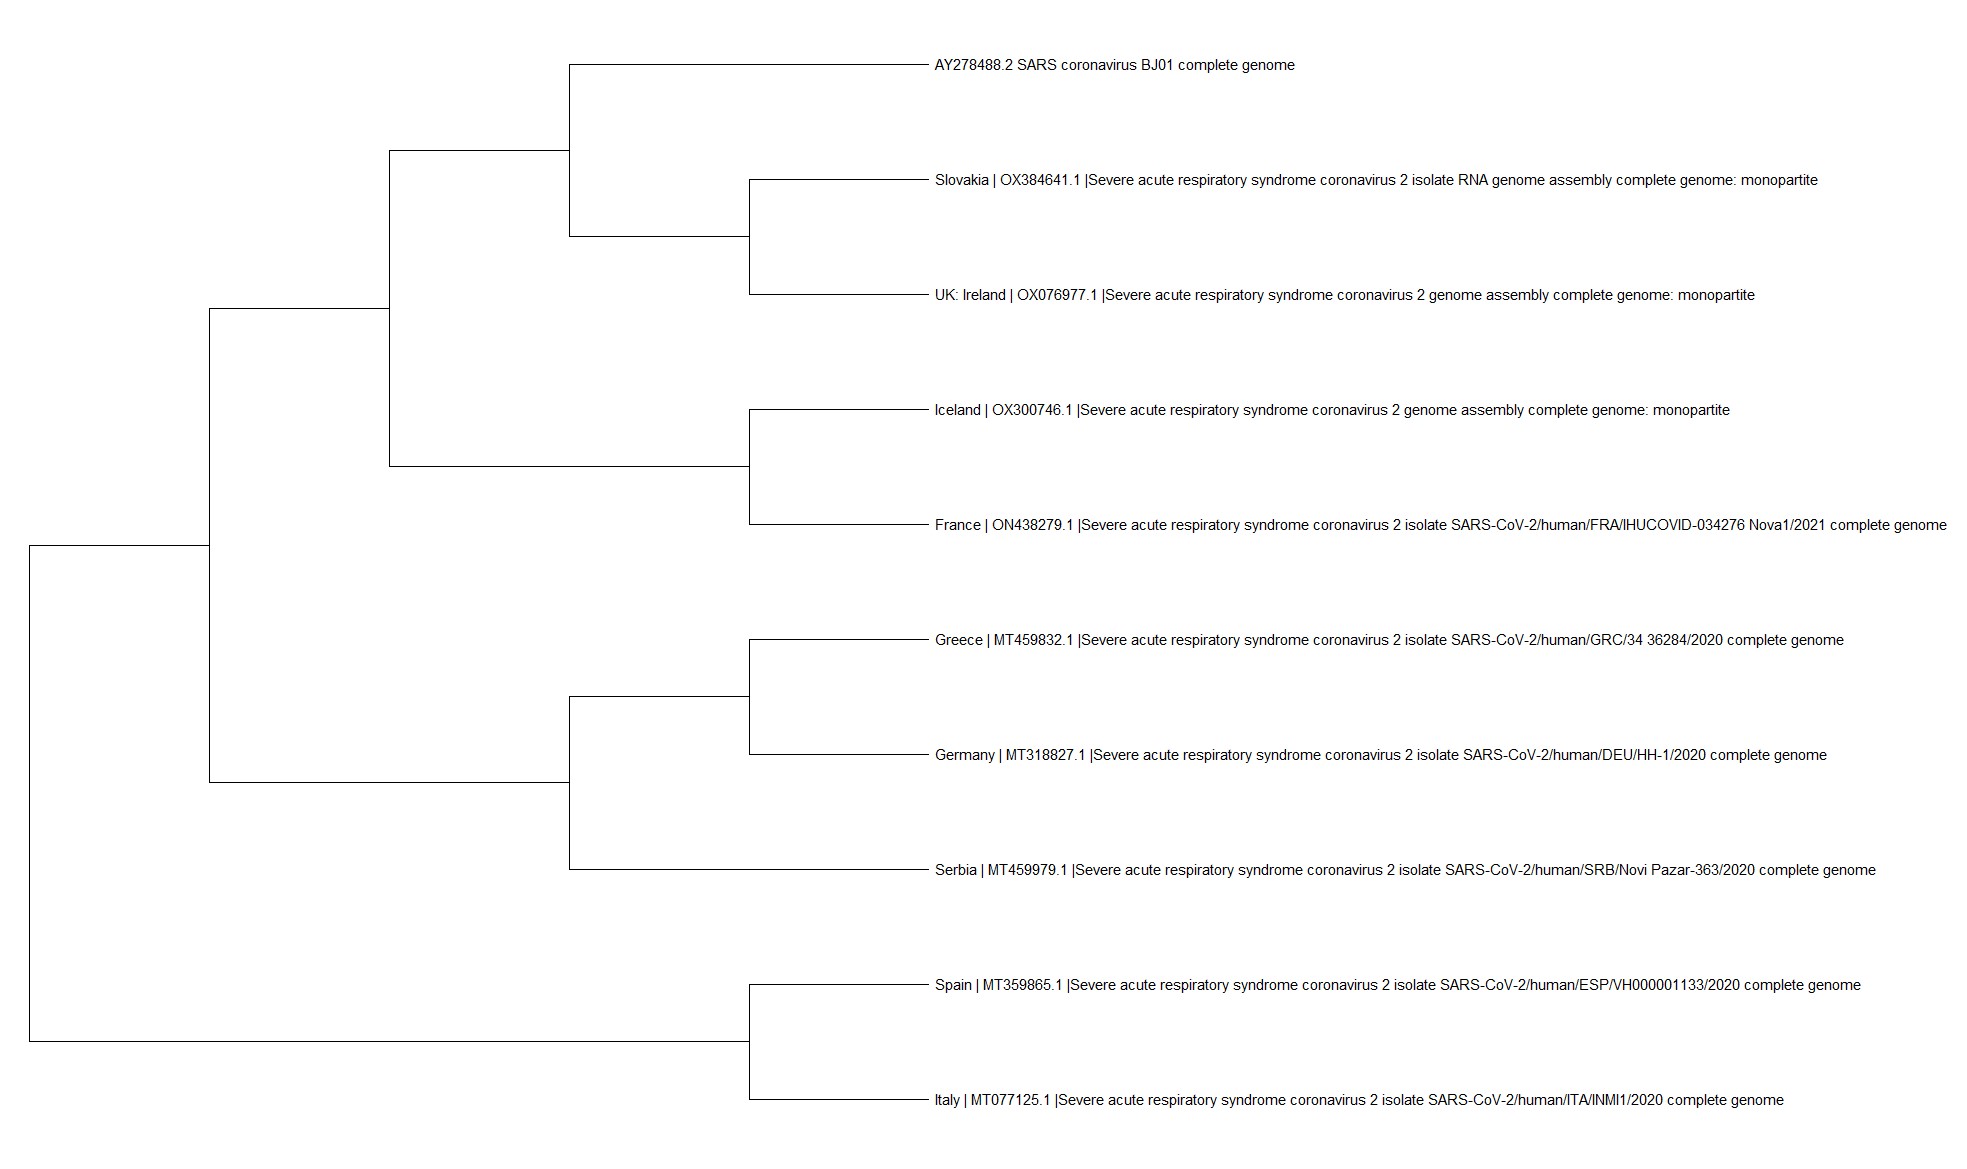 AY278488.2 SARS coronavirus BJ01 complete genome
Slovakia | OX384641.1 |Severe acute respiratory syndrome coronavirus 2 isolate RNA genome assembly complete genome: monopartite
UK: Ireland | OX076977.1 |Severe acute respiratory syndrome coronavirus 2 genome assembly complete genome: monopartite
Iceland | OX300746.1 |Severe acute respiratory syndrome coronavirus 2 genome assembly complete genome: monopartite
France | ON438279.1 |Severe acute respiratory syndrome coronavirus 2 isolate SARS-CoV-2/human/FRA/IHUCOVID-034276 Nova1/2021 complete genome
Greece | MT459832.1 |Severe acute respiratory syndrome coronavirus 2 isolate SARS-CoV-2/human/GRC/34 36284/2020 complete genome
Germany | MT318827.1 |Severe acute respiratory syndrome coronavirus 2 isolate SARS-CoV-2/human/DEU/HH-1/2020 complete genome
Serbia | MT459979.1 |Severe acute respiratory syndrome coronavirus 2 isolate SARS-CoV-2/human/SRB/Novi Pazar-363/2020 complete genome
Spain | MT359865.1 |Severe acute respiratory syndrome coronavirus 2 isolate SARS-CoV-2/human/ESP/VH000001133/2020 complete genome
Italy | MT077125.1 |Severe acute respiratory syndrome coronavirus 2 isolate SARS-CoV-2/human/ITA/INMI1/2020 complete genome